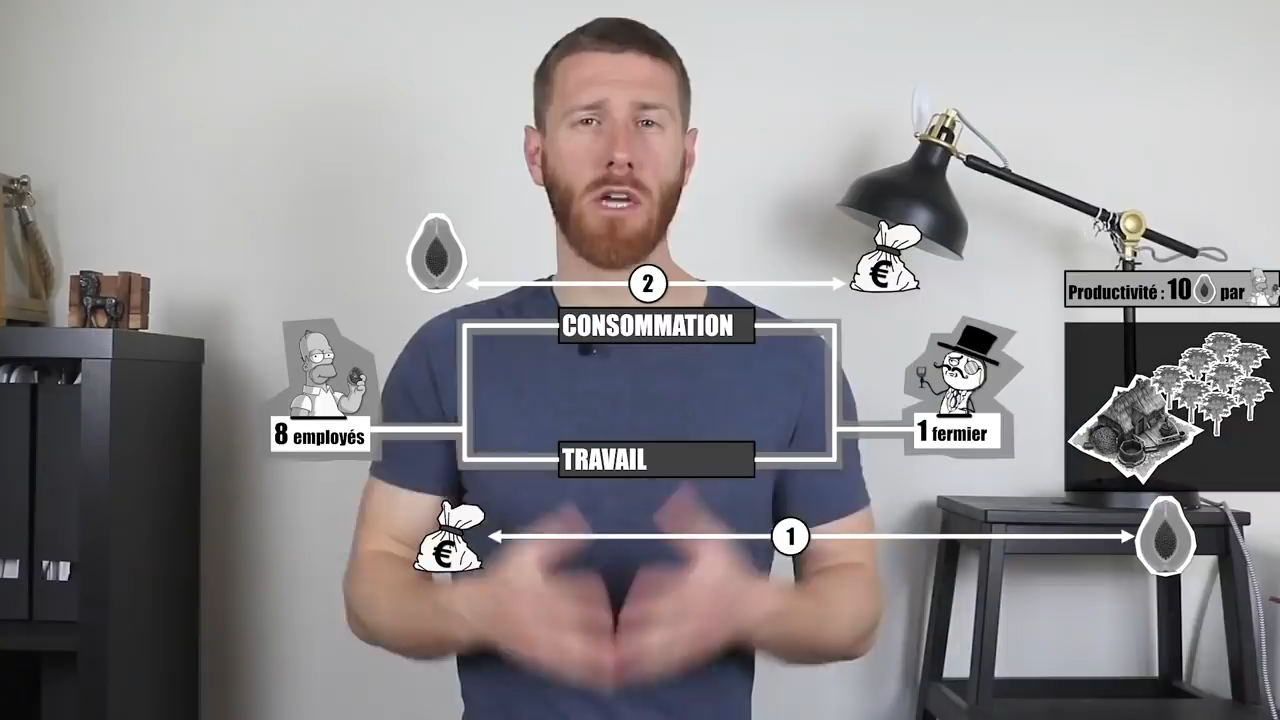 2
€
Productivité : 10 par
CONSOMMATION
8 employés
1 fermier
TRAVAIL
€
1